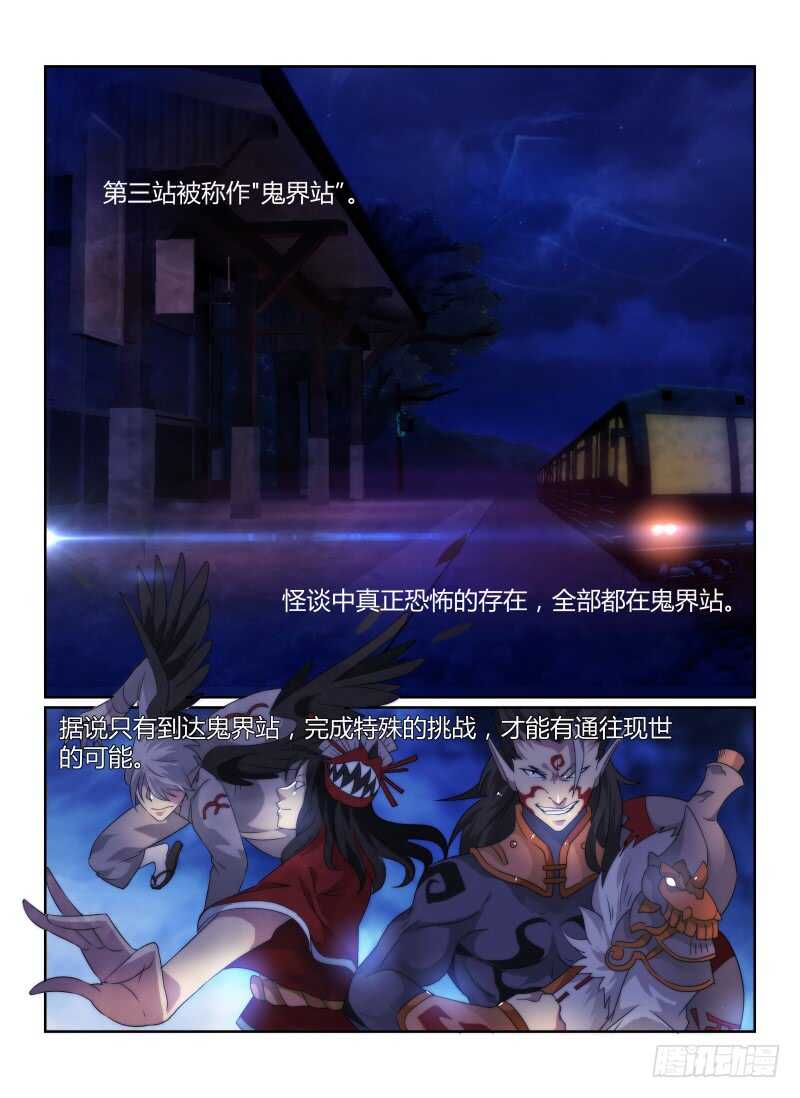 第三站被称作"鬼界站"。
怪谈中真正恐怖的存在，全部都在鬼界站。
据说只有到达鬼界站，完成特殊的挑战，才能有通往现世
的可能。
腾讯动漫